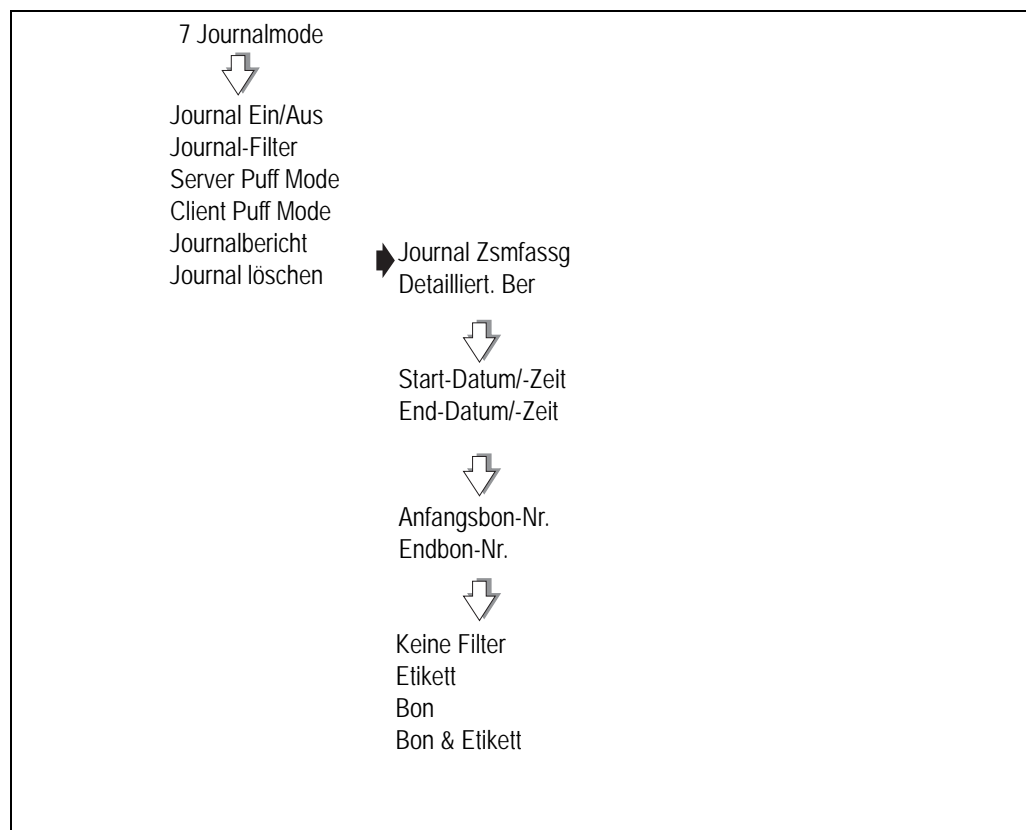 7 Journalmode
Journal Ein/Aus
Journal-Filter
Server Puff Mode
Client Puff Mode
Journalbericht
Journal löschen
Journal Zsmfassg
Detailliert. Ber
Start-Datum/-Zeit
End-Datum/-Zeit
Anfangsbon-Nr.
Endbon-Nr.
Keine Filter
Etikett
Bon
Bon & Etikett